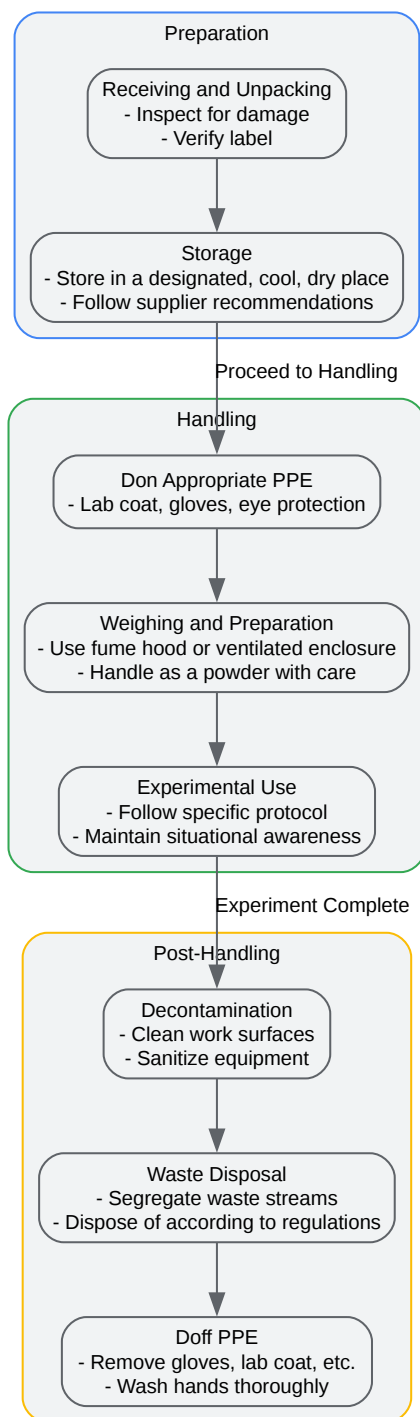 Preparation
Receiving and Unpacking
- Inspect for damage
- Verify label
Storage
- Store in a designated, cool, dry place
- Follow supplier recommendations
Proceed to Handling
Handling
Don Appropriate PPE
- Lab coat, gloves, eye protection
Weighing and Preparation
- Use fume hood or ventilated enclosure
- Handle as a powder with care
Experimental Use
- Follow specific protocol
- Maintain situational awareness
Experiment Complete
Post-Handling
Decontamination
- Clean work surfaces
- Sanitize equipment
Waste Disposal
- Segregate waste streams
- Dispose of according to regulations
Doff PPE
- Remove gloves, lab coat, etc.
- Wash hands thoroughly